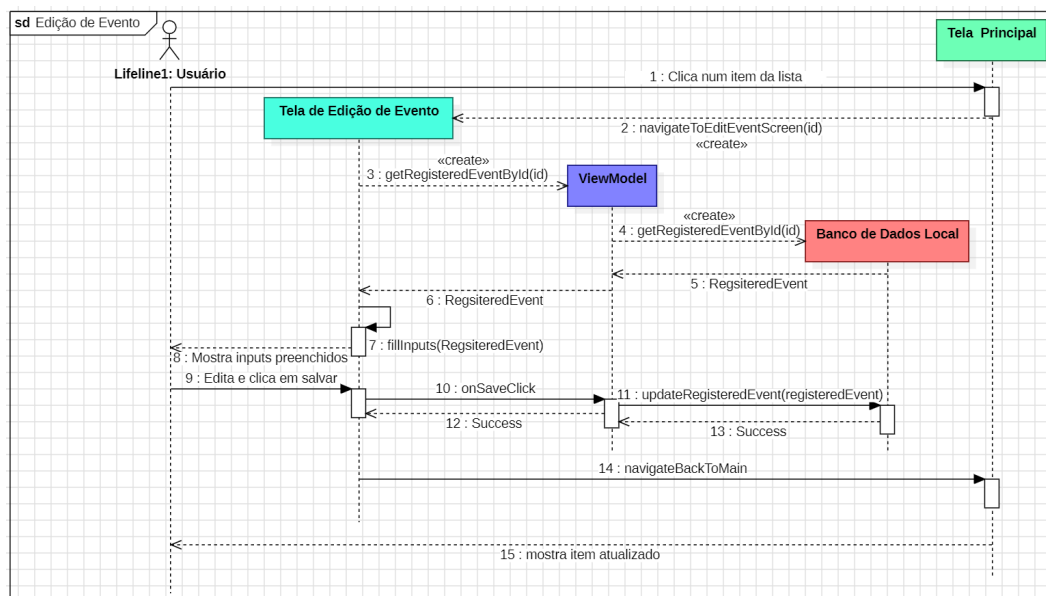 sd Edição de Evento
Tela Principal
Lifeline1: Usuário
1 : Clica num item da lista
Tela de Edição de Evento
2 : navigateToEditEventScreen(id)
«create»
«create»
3 : getRegisteredEventById(id)
ViewModel
«create»
4 : getRegisteredEventById(id)
Banco de Dados Local
5 : RegsiteredEvent
6 : RegsiteredEvent
7 : fillInputs(RegsiteredEvent)
8 : Mostra inputs preenchidos
9 : Edita e clica em salvar
10 : onSaveClick
11 : updateRegisteredEvent(registeredEvent)
12 : Success
13 : Success
14 : navigateBackToMain
15 : mostra item atualizado